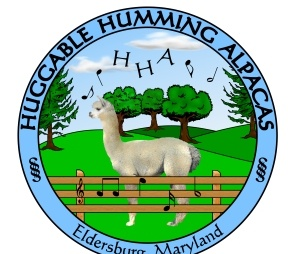 HUGGABLE HUMMING ALPACAS
HHA
Eldersburg, Maryland